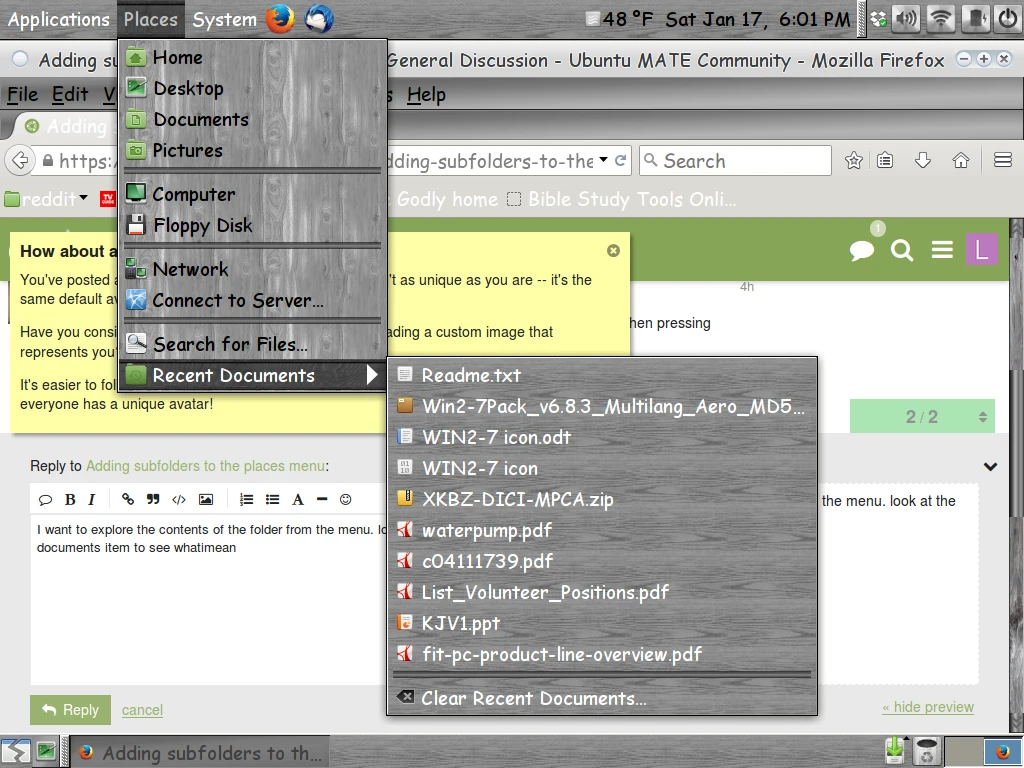 Applications Places System 48 °F Sat Jan 17, 6:01 PM
Adding su General Discussion - Ubuntu MATE Community - Mozilla Firefox
File Edit V s Help
Adding
https: dding-subfolders-to-the Search
reddit TV GUIDE Godly home Bible Study Tools Onli...
Home
Desktop
Documents
Pictures
Computer
Floppy Disk
Network
Connect to Server...
Search for Files...
Recent Documents
Readme.txt
Win2-7Pack_v6.8.3_Multilang_Aero_MD5...
WIN2-7 icon.odt
WIN2-7 icon
XKBZ-DICI-MPCA.zip
waterpump.pdf
c04111739.pdf
List_Volunteer_Positions.pdf
KJV1.ppt
fit-pc-product-line-overview.pdf
Clear Recent Documents...
1
L
How about a
You've posted a 't as unique as you are -- it's the
same default av
Have you consi ading a custom image that
represents you
It's easier to fol
everyone has a unique avatar!
4h
hen pressing
2 / 2
Reply to Adding subfolders to the places menu:
B I A
I want to explore the contents of the folder from the menu. lo
documents item to see whatimean
the menu. look at the
Reply cancel
« hide preview
Adding subfolders to th...